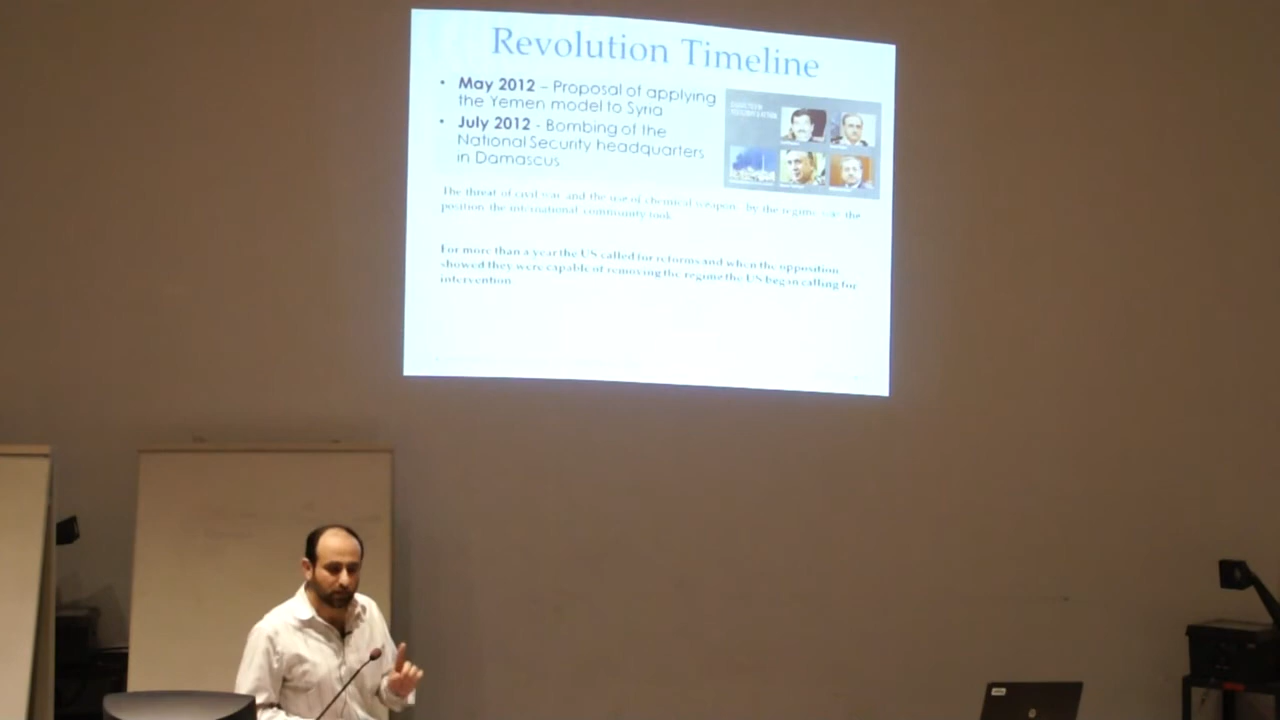 Revolution Timeline
• May 2012 – Proposal of applying
the Yemen model to Syria
• July 2012 - Bombing of the
National Security headquarters
in Damascus
The threat of civil war and the use of chemical weapons by the regime was the
position the international community took
For more than a year the US called for reforms and when the opposition
showed they were capable of removing the regime the US began calling for
intervention